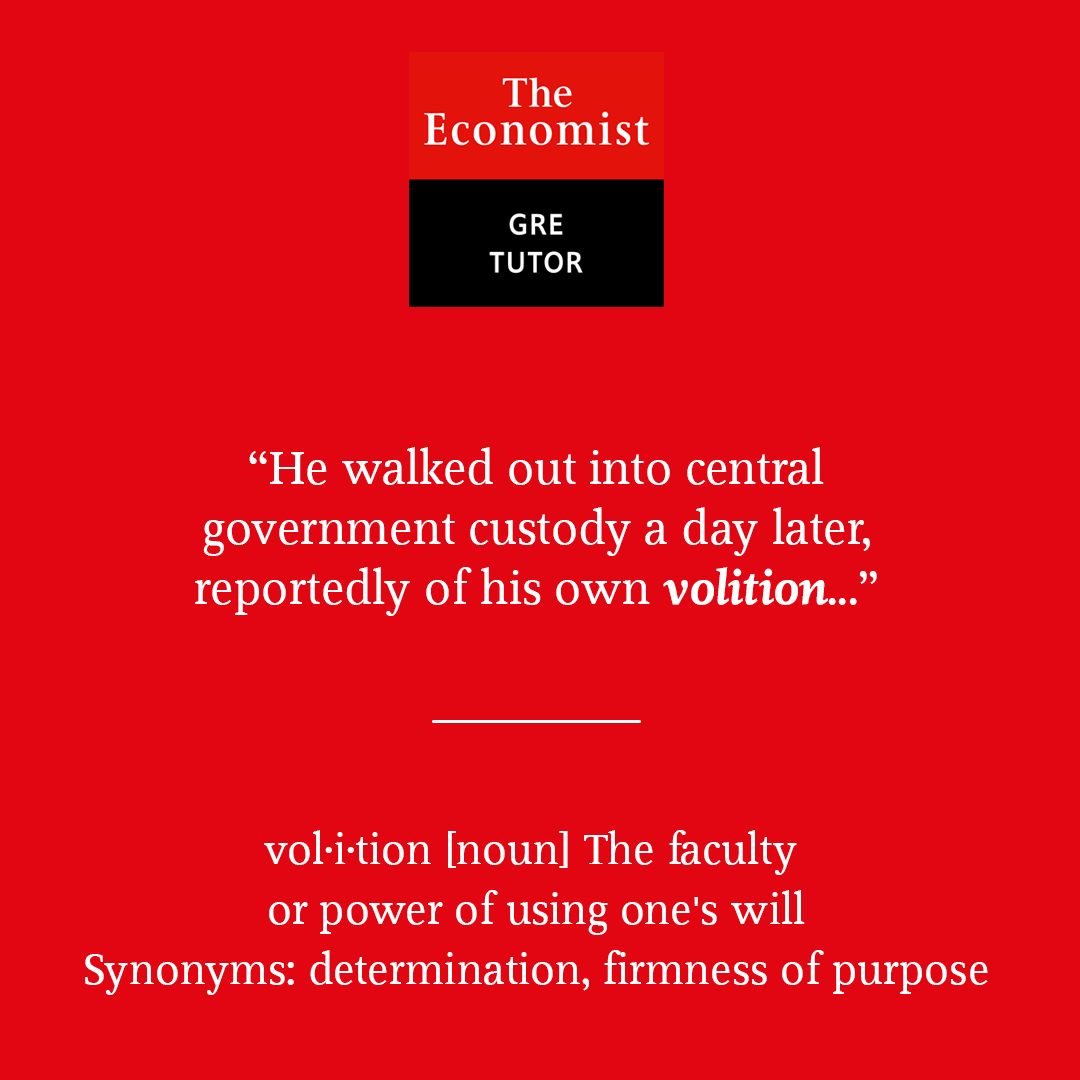 The
Economist
GRE
TUTOR
“He walked out into central
government custody a day later,
reportedly of his own volition...”
vol·i·tion [noun] The faculty
or power of using one's will
Synonyms: determination, firmness of purpose